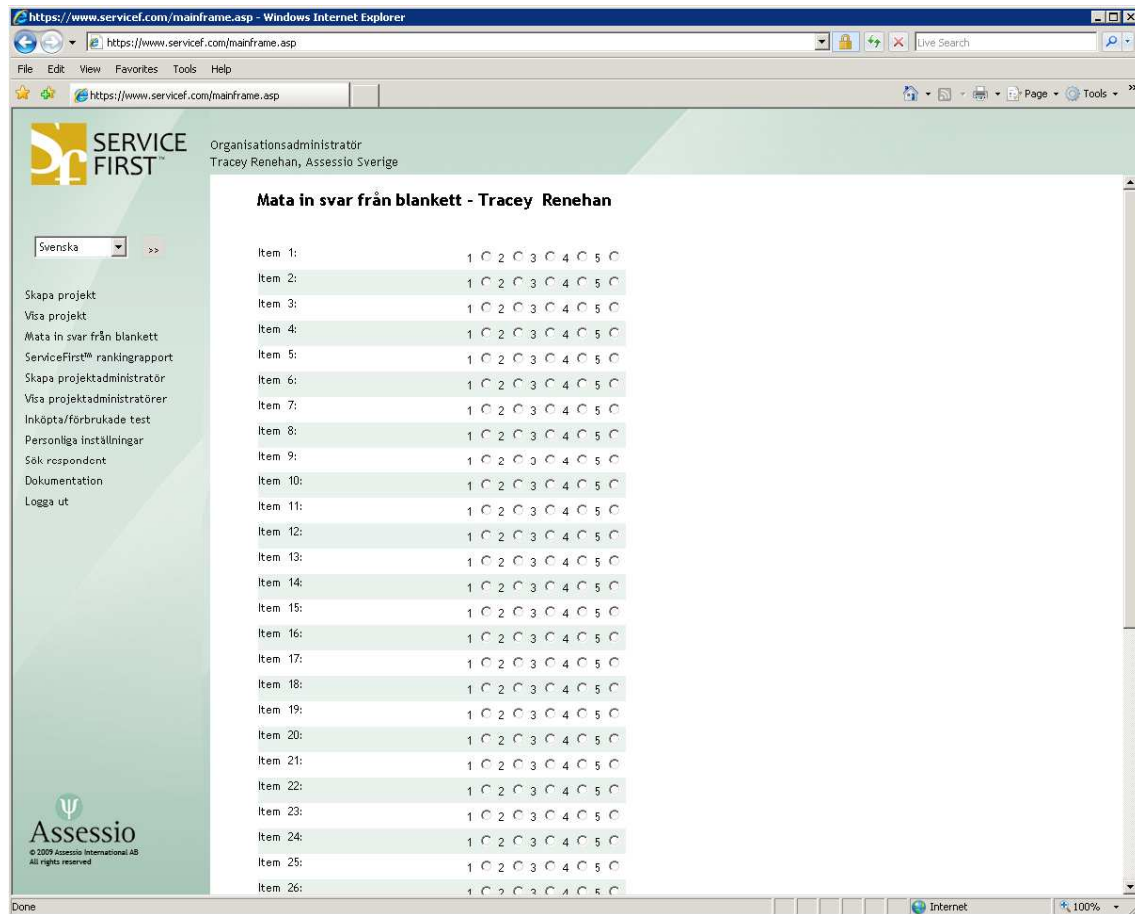 https://www.servicef.com/mainframe.asp - Windows Internet Explorer
https://www.servicef.com/mainframe.asp
Live Search
File Edit View Favorites Tools Help
https://www.servicef.com/mainframe.asp
Page Tools
SERVICE
FIRST™
Organisationsadministratör
Tracey Renehan, Assessio Sverige
Svenska >>
Skapa projekt
Visa projekt
Mata in svar från blankett
ServiceFirst™ rankingrapport
Skapa projektadministratör
Visa projektadministratörer
Inköpta/förbrukade test
Personliga inställningar
Sök respondent
Dokumentation
Logga ut
Ψ
Assessio
© 2009 Assessio International AB
All rights reserved
Mata in svar från blankett - Tracey Renehan
Item 1: 1 2 3 4 5
Item 2: 1 2 3 4 5
Item 3: 1 2 3 4 5
Item 4: 1 2 3 4 5
Item 5: 1 2 3 4 5
Item 6: 1 2 3 4 5
Item 7: 1 2 3 4 5
Item 8: 1 2 3 4 5
Item 9: 1 2 3 4 5
Item 10: 1 2 3 4 5
Item 11: 1 2 3 4 5
Item 12: 1 2 3 4 5
Item 13: 1 2 3 4 5
Item 14: 1 2 3 4 5
Item 15: 1 2 3 4 5
Item 16: 1 2 3 4 5
Item 17: 1 2 3 4 5
Item 18: 1 2 3 4 5
Item 19: 1 2 3 4 5
Item 20: 1 2 3 4 5
Item 21: 1 2 3 4 5
Item 22: 1 2 3 4 5
Item 23: 1 2 3 4 5
Item 24: 1 2 3 4 5
Item 25: 1 2 3 4 5
Item 26: 1 2 3 4 5
Done Internet 100%